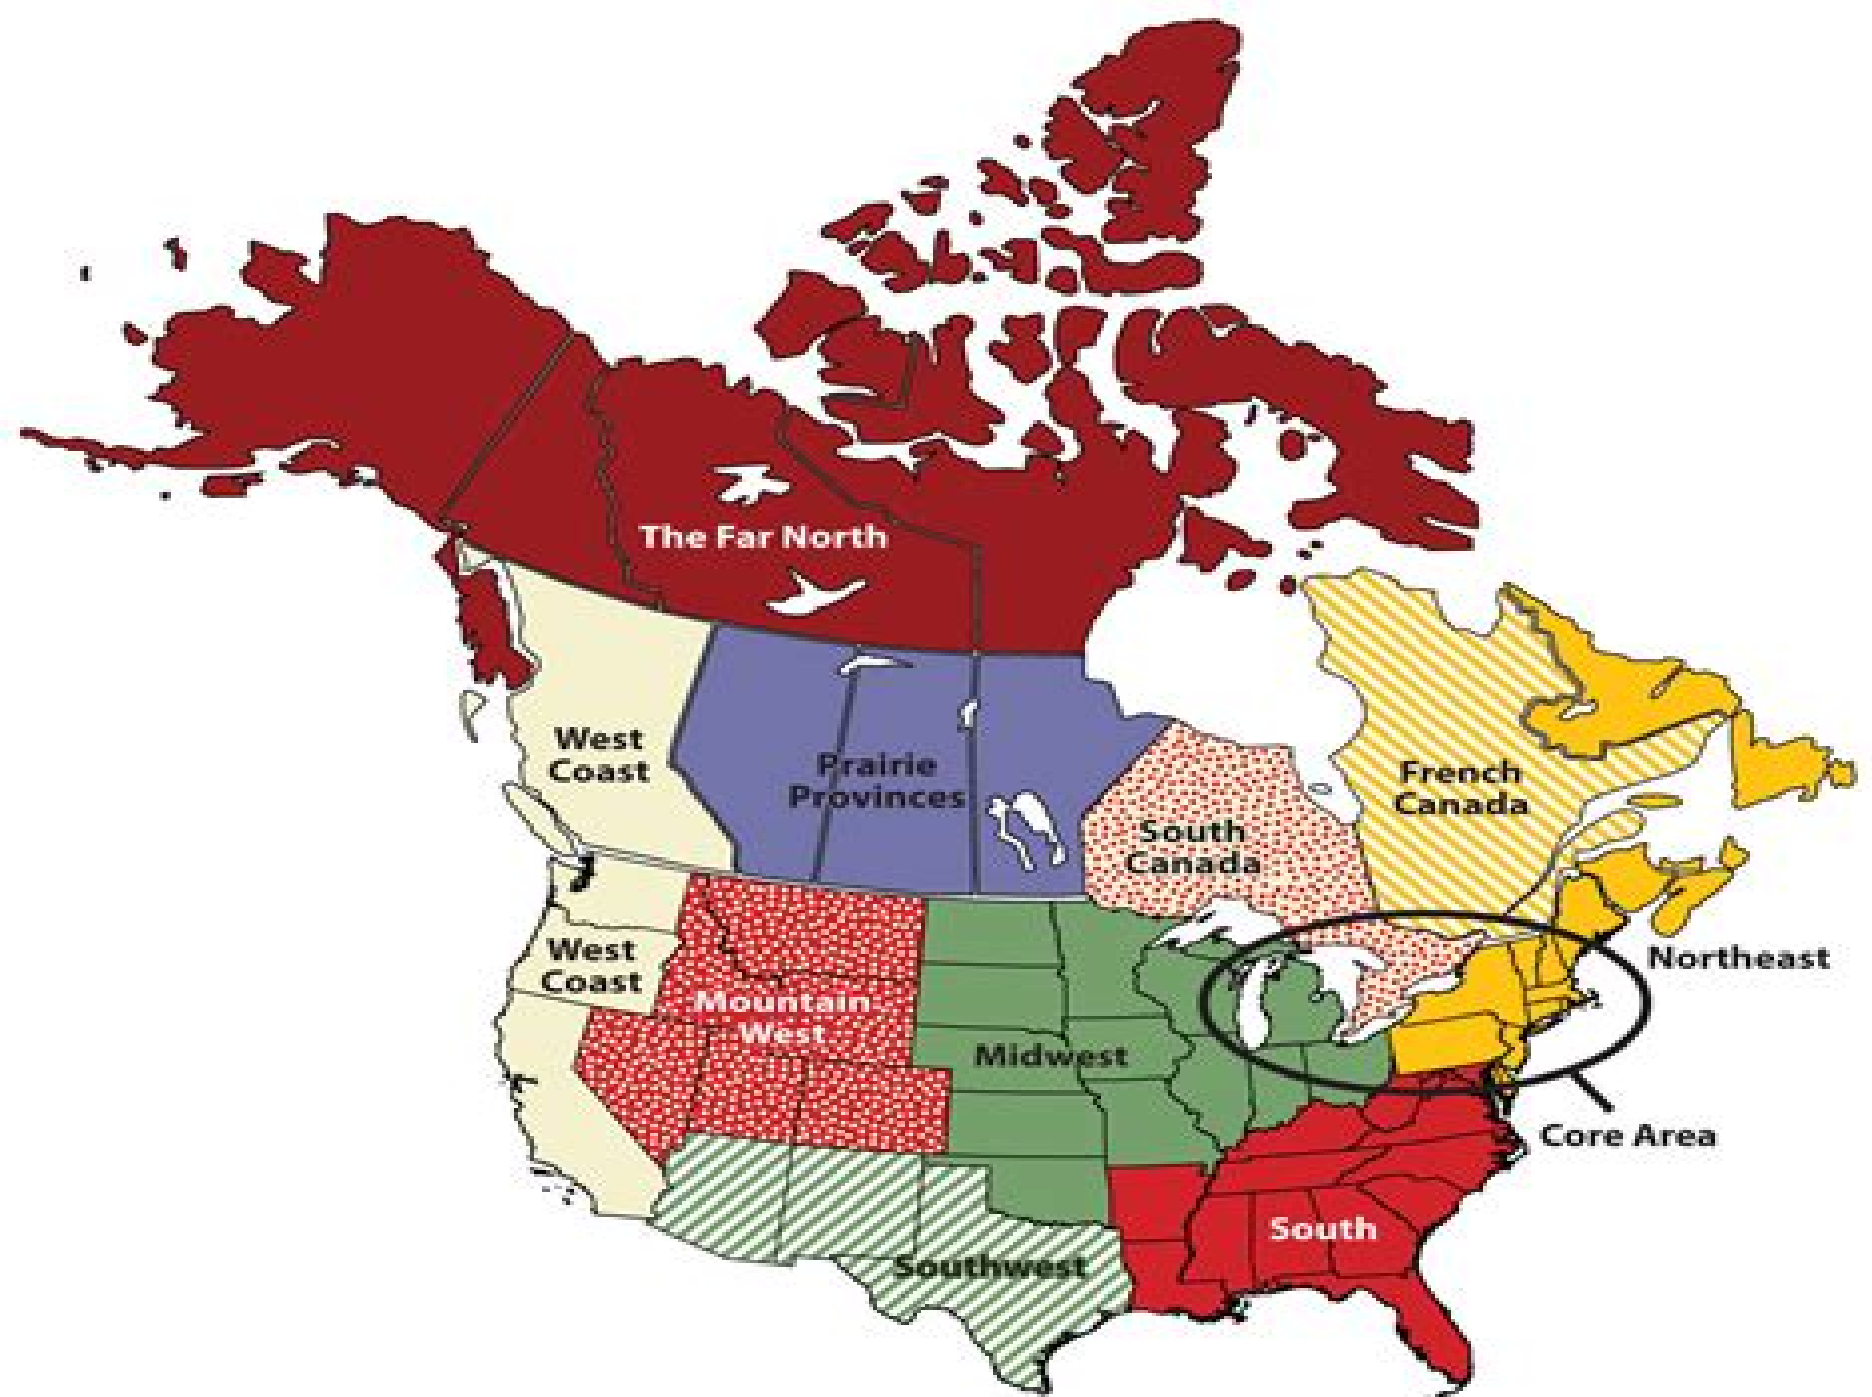 The Far North
West
Coast
Prairie
Provinces
South
Canada
French
Canada
West
Coast
Mountain
West
Midwest
Northeast
Core Area
South
Southwest